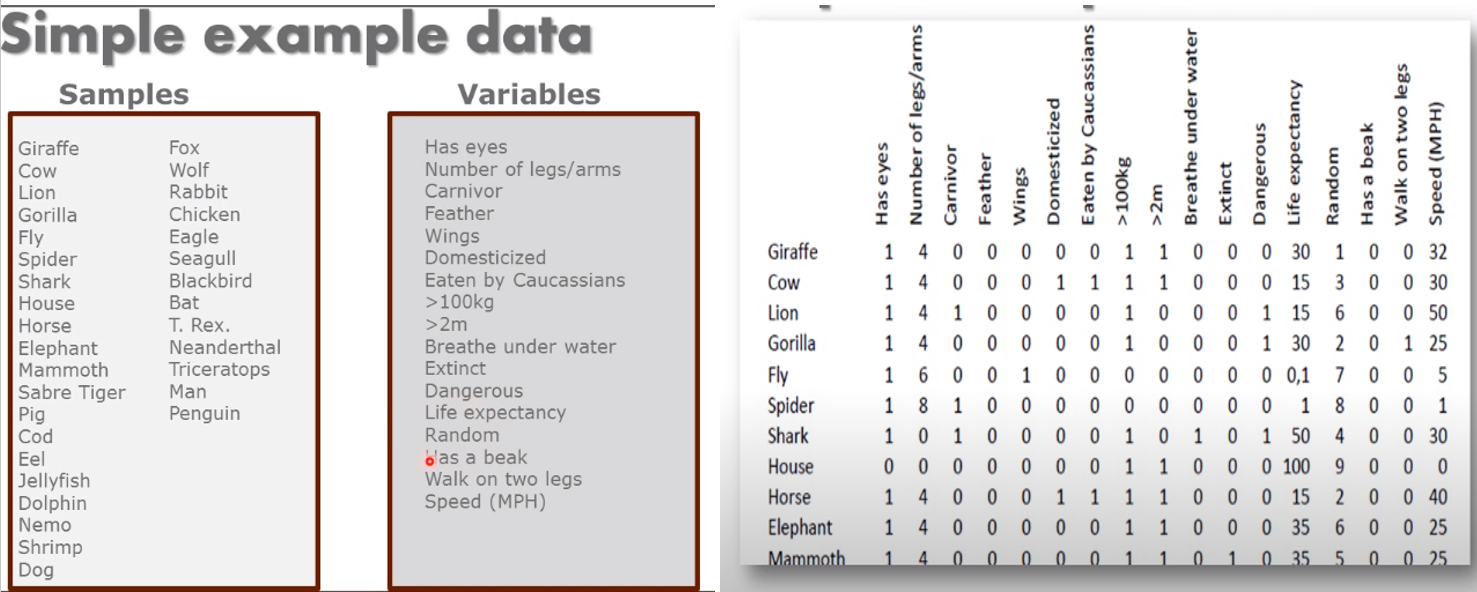 Simple example data
Samples
Giraffe
Cow
Lion
Gorilla
Fly
Spider
Shark
House
Horse
Elephant
Mammoth
Sabre Tiger
Pig
Cod
Eel
Jellyfish
Dolphin
Nemo
Shrimp
Dog
Fox
Wolf
Rabbit
Chicken
Eagle
Seagull
Blackbird
Bat
T. Rex.
Neanderthal
Triceratops
Man
Penguin
Variables
Has eyes
Number of legs/arms
Carnivor
Feather
Wings
Domesticized
Eaten by Caucassians
>100kg
>2m
Breathe under water
Extinct
Dangerous
Life expectancy
Random
Has a beak
Walk on two legs
Speed (MPH)
Has eyes
Number of legs/arms
Carnivor
Feather
Wings
Domesticized
Eaten by Caucassians
>100kg
>2m
Breathe under water
Extinct
Dangerous
Life expectancy
Random
Has a beak
Walk on two legs
Speed (MPH)
Giraffe 1 4 0 0 0 0 0 1 1 0 0 0 30 1 0 0 32
Cow 1 4 0 0 0 1 1 1 1 0 0 0 15 3 0 0 30
Lion 1 4 1 0 0 0 0 1 0 0 0 1 15 6 0 0 50
Gorilla 1 4 0 0 0 0 0 1 0 0 0 1 30 2 0 1 25
Fly 1 6 0 0 1 0 0 0 0 0 0 0 0,1 7 0 0 5
Spider 1 8 1 0 0 0 0 0 0 0 0 0 1 8 0 0 1
Shark 1 0 1 0 0 0 0 1 0 1 0 1 50 4 0 0 30
House 0 0 0 0 0 0 0 1 1 0 0 0 100 9 0 0 0
Horse 1 4 0 0 0 1 1 1 1 0 0 0 15 2 0 0 40
Elephant 1 4 0 0 0 0 0 1 1 0 0 0 35 6 0 0 25
Mammoth 1 4 0 0 0 0 0 1 1 0 1 0 35 5 0 0 25